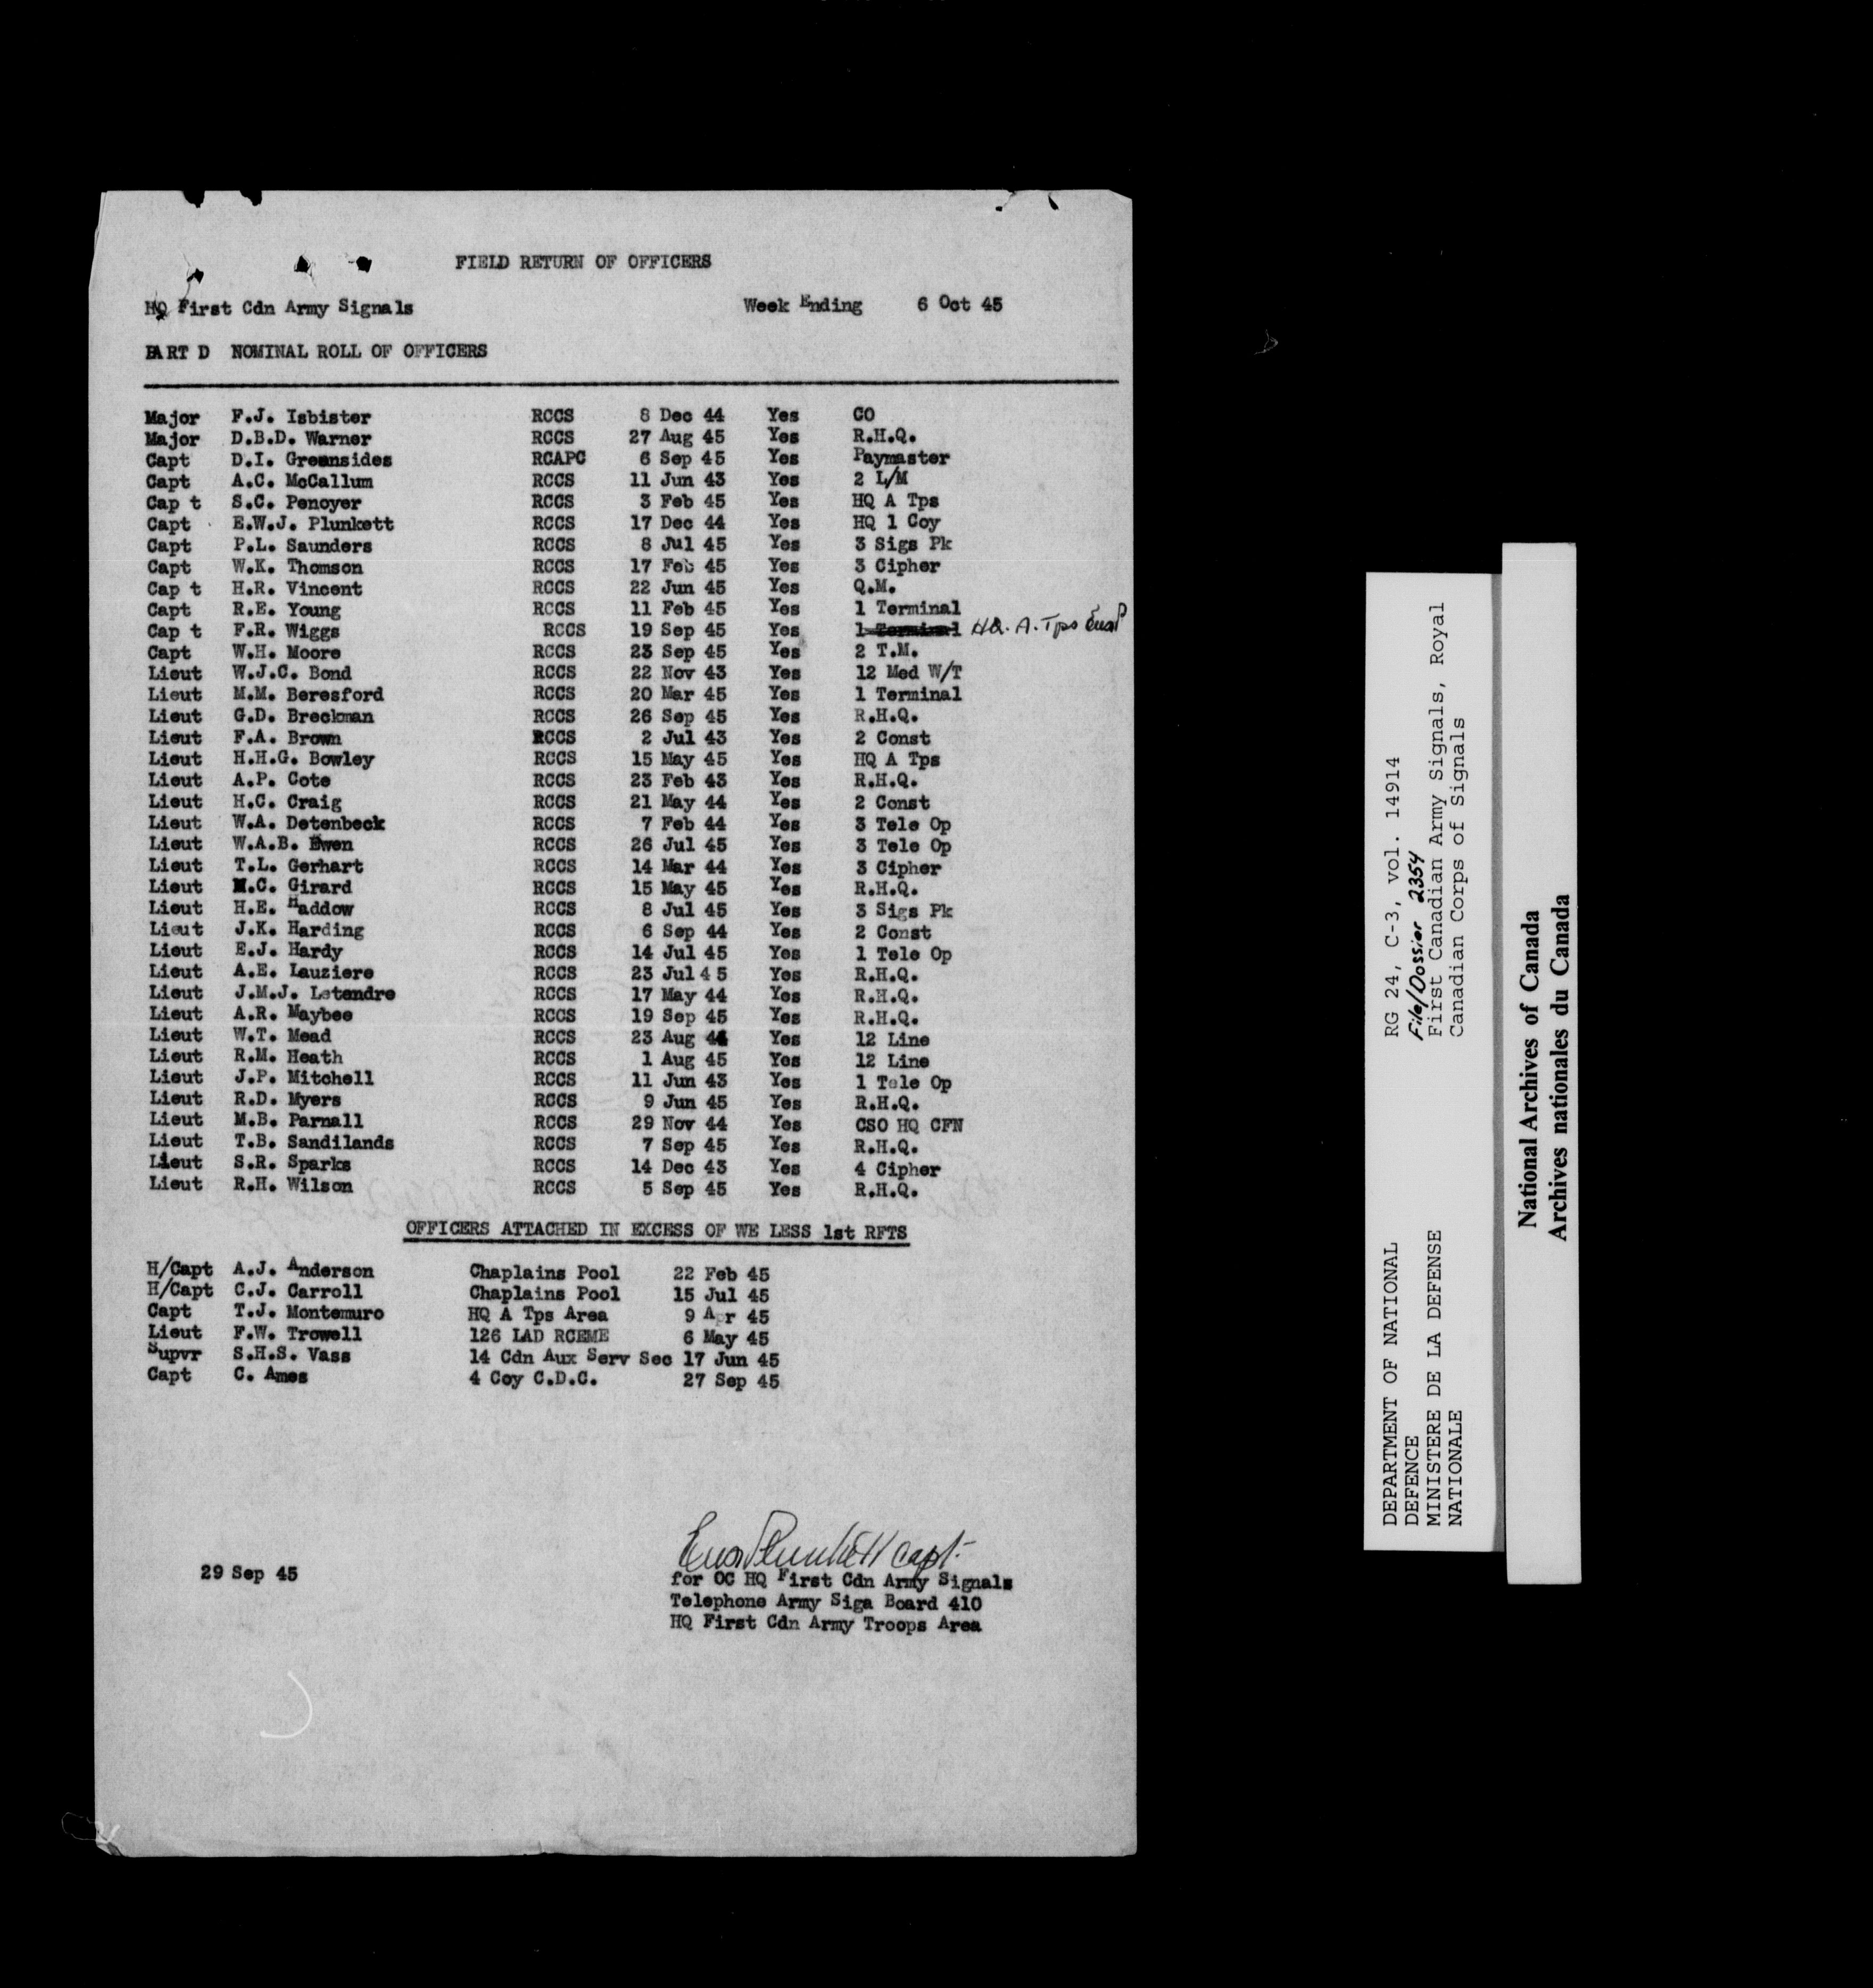 FIELD RETURN OF OFFICERS
HQ First Cdn Army Signals Week Ending 6 Oct 45
PART D NOMINAL ROLL OF OFFICERS
Major F.J. Isbister RCCS 8 Dec 44 Yes CO
Major D.B.D. Warner RCCS 27 Aug 45 Yes R.H.Q.
Capt D.I. Greensides RCAPC 6 Sep 45 Yes Paymaster
Capt A.C. McCallum RCCS 11 Jun 43 Yes 2 L/M
Cap t S.C. Penoyer RCCS 3 Feb 45 Yes HQ A Tps
Capt E.W.J. Plunkett RCCS 17 Dec 44 Yes HQ 1 Coy
Capt P.L. Saunders RCCS 8 Jul 45 Yes 3 Sigs Pk
Capt W.K. Thomson RCCS 17 Feb 45 Yes 3 Cipher
Cap t H.R. Vincent RCCS 22 Jun 45 Yes Q.M.
Capt R.E. Young RCCS 11 Feb 45 Yes 1 Terminal
Cap t F.R. Wiggs RCCS 19 Sep 45 Yes 1 Terminal HQ. A. Tps
Capt W.H. Moore RCCS 23 Sep 45 Yes 2 T.M.
Lieut W.J.C. Bond RCCS 22 Nov 43 Yes 12 Med W/T
Lieut M.M. Beresford RCCS 20 Mar 45 Yes 1 Terminal
Lieut G.D. Breckman RCCS 26 Sep 45 Yes R.H.Q.
Lieut F.A. Brown RCCS 2 Jul 43 Yes 2 Const
Lieut H.H.G. Bowley RCCS 15 May 45 Yes HQ A Tps
Lieut A.P. Cote RCCS 23 Feb 43 Yes R.H.Q.
Lieut H.C. Craig RCCS 21 May 44 Yes 2 Const
Lieut W.A. Detenbeck RCCS 7 Feb 44 Yes 3 Tele Op
Lieut W.A.B. Ewen RCCS 26 Jul 45 Yes 3 Tele Op
Lieut T.L. Gerhart RCCS 14 Mar 44 Yes 3 Cipher
Lieut M.C. Girard RCCS 15 May 45 Yes R.H.Q.
Lieut H.E. Haddow RCCS 8 Jul 45 Yes 3 Sigs Pk
Lieut J.K. Harding RCCS 6 Sep 44 Yes 2 Const
Lieut E.J. Hardy RCCS 14 Jul 45 Yes 1 Tele Op
Lieut A.E. Lauziere RCCS 23 Jul 4 5 Yes R.H.Q.
Lieut J.M.J. Letendre RCCS 17 May 44 Yes R.H.Q.
Lieut A.R. Maybee RCCS 19 Sep 45 Yes R.H.Q.
Lieut W.T. Mead RCCS 23 Aug 44 Yes 12 Line
Lieut R.M. Heath RCCS 1 Aug 45 Yes 12 Line
Lieut J.P. Mitchell RCCS 11 Jun 43 Yes 1 Tele Op
Lieut R.D. Myers RCCS 9 Jun 45 Yes R.H.Q.
Lieut M.B. Parnall RCCS 29 Nov 44 Yes CSO HQ CFN
Lieut T.B. Sandilands RCCS 7 Sep 45 Yes R.H.Q.
Lieut S.R. Sparks RCCS 14 Dec 43 Yes 4 Cipher
Lieut R.H. Wilson RCCS 5 Sep 45 Yes R.H.Q.
OFFICERS ATTACHED IN EXCESS OF WE LESS 1st RFTS
H/Capt A.J. Anderson Chaplains Pool 22 Feb 45
H/Capt C.J. Carroll Chaplains Pool 15 Jul 45
Capt T.J. Montemuro HQ A Tps Area 9 Apr 45
Lieut F.W. Trowell 126 LAD RCEME 6 May 45
Supvr S.H.S. Vass 14 Cdn Aux Serv Sec 17 Jun 45
Capt C. Ames 4 Coy C.D.C. 27 Sep 45
EWJ Plunkett Capt
29 Sep 45
for OC HQ First Cdn Army Signals
Telephone Army Siga Board 410
HQ First Cdn Army Troops Area
DEPARTMENT OF NATIONAL
DEFENCE
MINISTERE DE LA DEFENSE
NATIONALE
RG 24, C-3, vol. 14914
File/Dossier 2354
First Canadian Army Signals, Royal
Canadian Corps of Signals
National Archives of Canada
Archives nationales du Canada